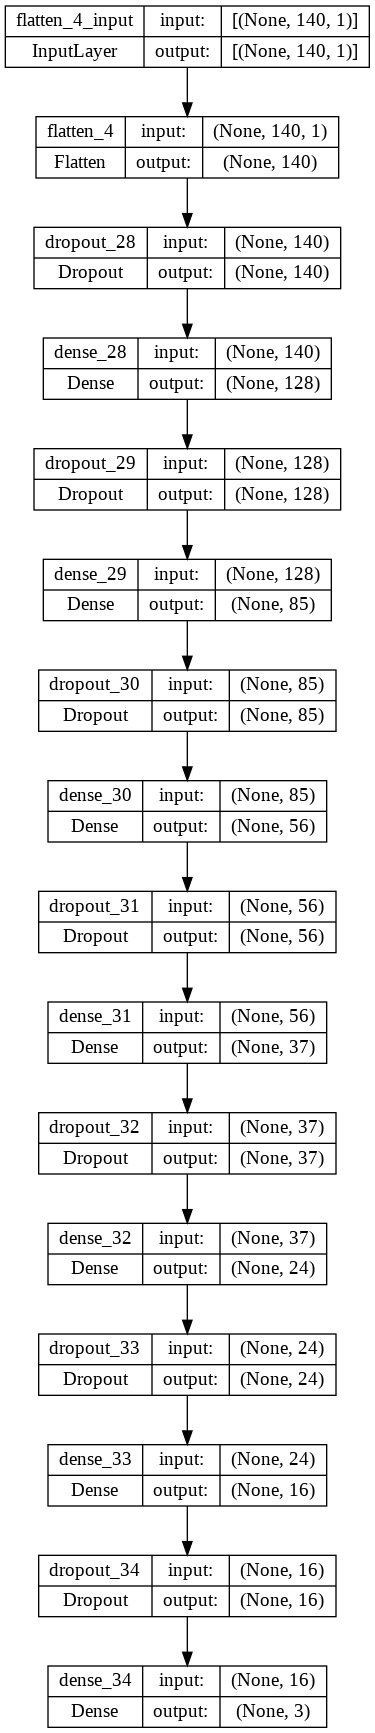 flatten_4_input input: [(None, 140, 1)]
InputLayer output: [(None, 140, 1)]
flatten_4 input: (None, 140, 1)
Flatten output: (None, 140)
dropout_28 input: (None, 140)
Dropout output: (None, 140)
dense_28 input: (None, 140)
Dense output: (None, 128)
dropout_29 input: (None, 128)
Dropout output: (None, 128)
dense_29 input: (None, 128)
Dense output: (None, 85)
dropout_30 input: (None, 85)
Dropout output: (None, 85)
dense_30 input: (None, 85)
Dense output: (None, 56)
dropout_31 input: (None, 56)
Dropout output: (None, 56)
dense_31 input: (None, 56)
Dense output: (None, 37)
dropout_32 input: (None, 37)
Dropout output: (None, 37)
dense_32 input: (None, 37)
Dense output: (None, 24)
dropout_33 input: (None, 24)
Dropout output: (None, 24)
dense_33 input: (None, 24)
Dense output: (None, 16)
dropout_34 input: (None, 16)
Dropout output: (None, 16)
dense_34 input: (None, 16)
Dense output: (None, 3)